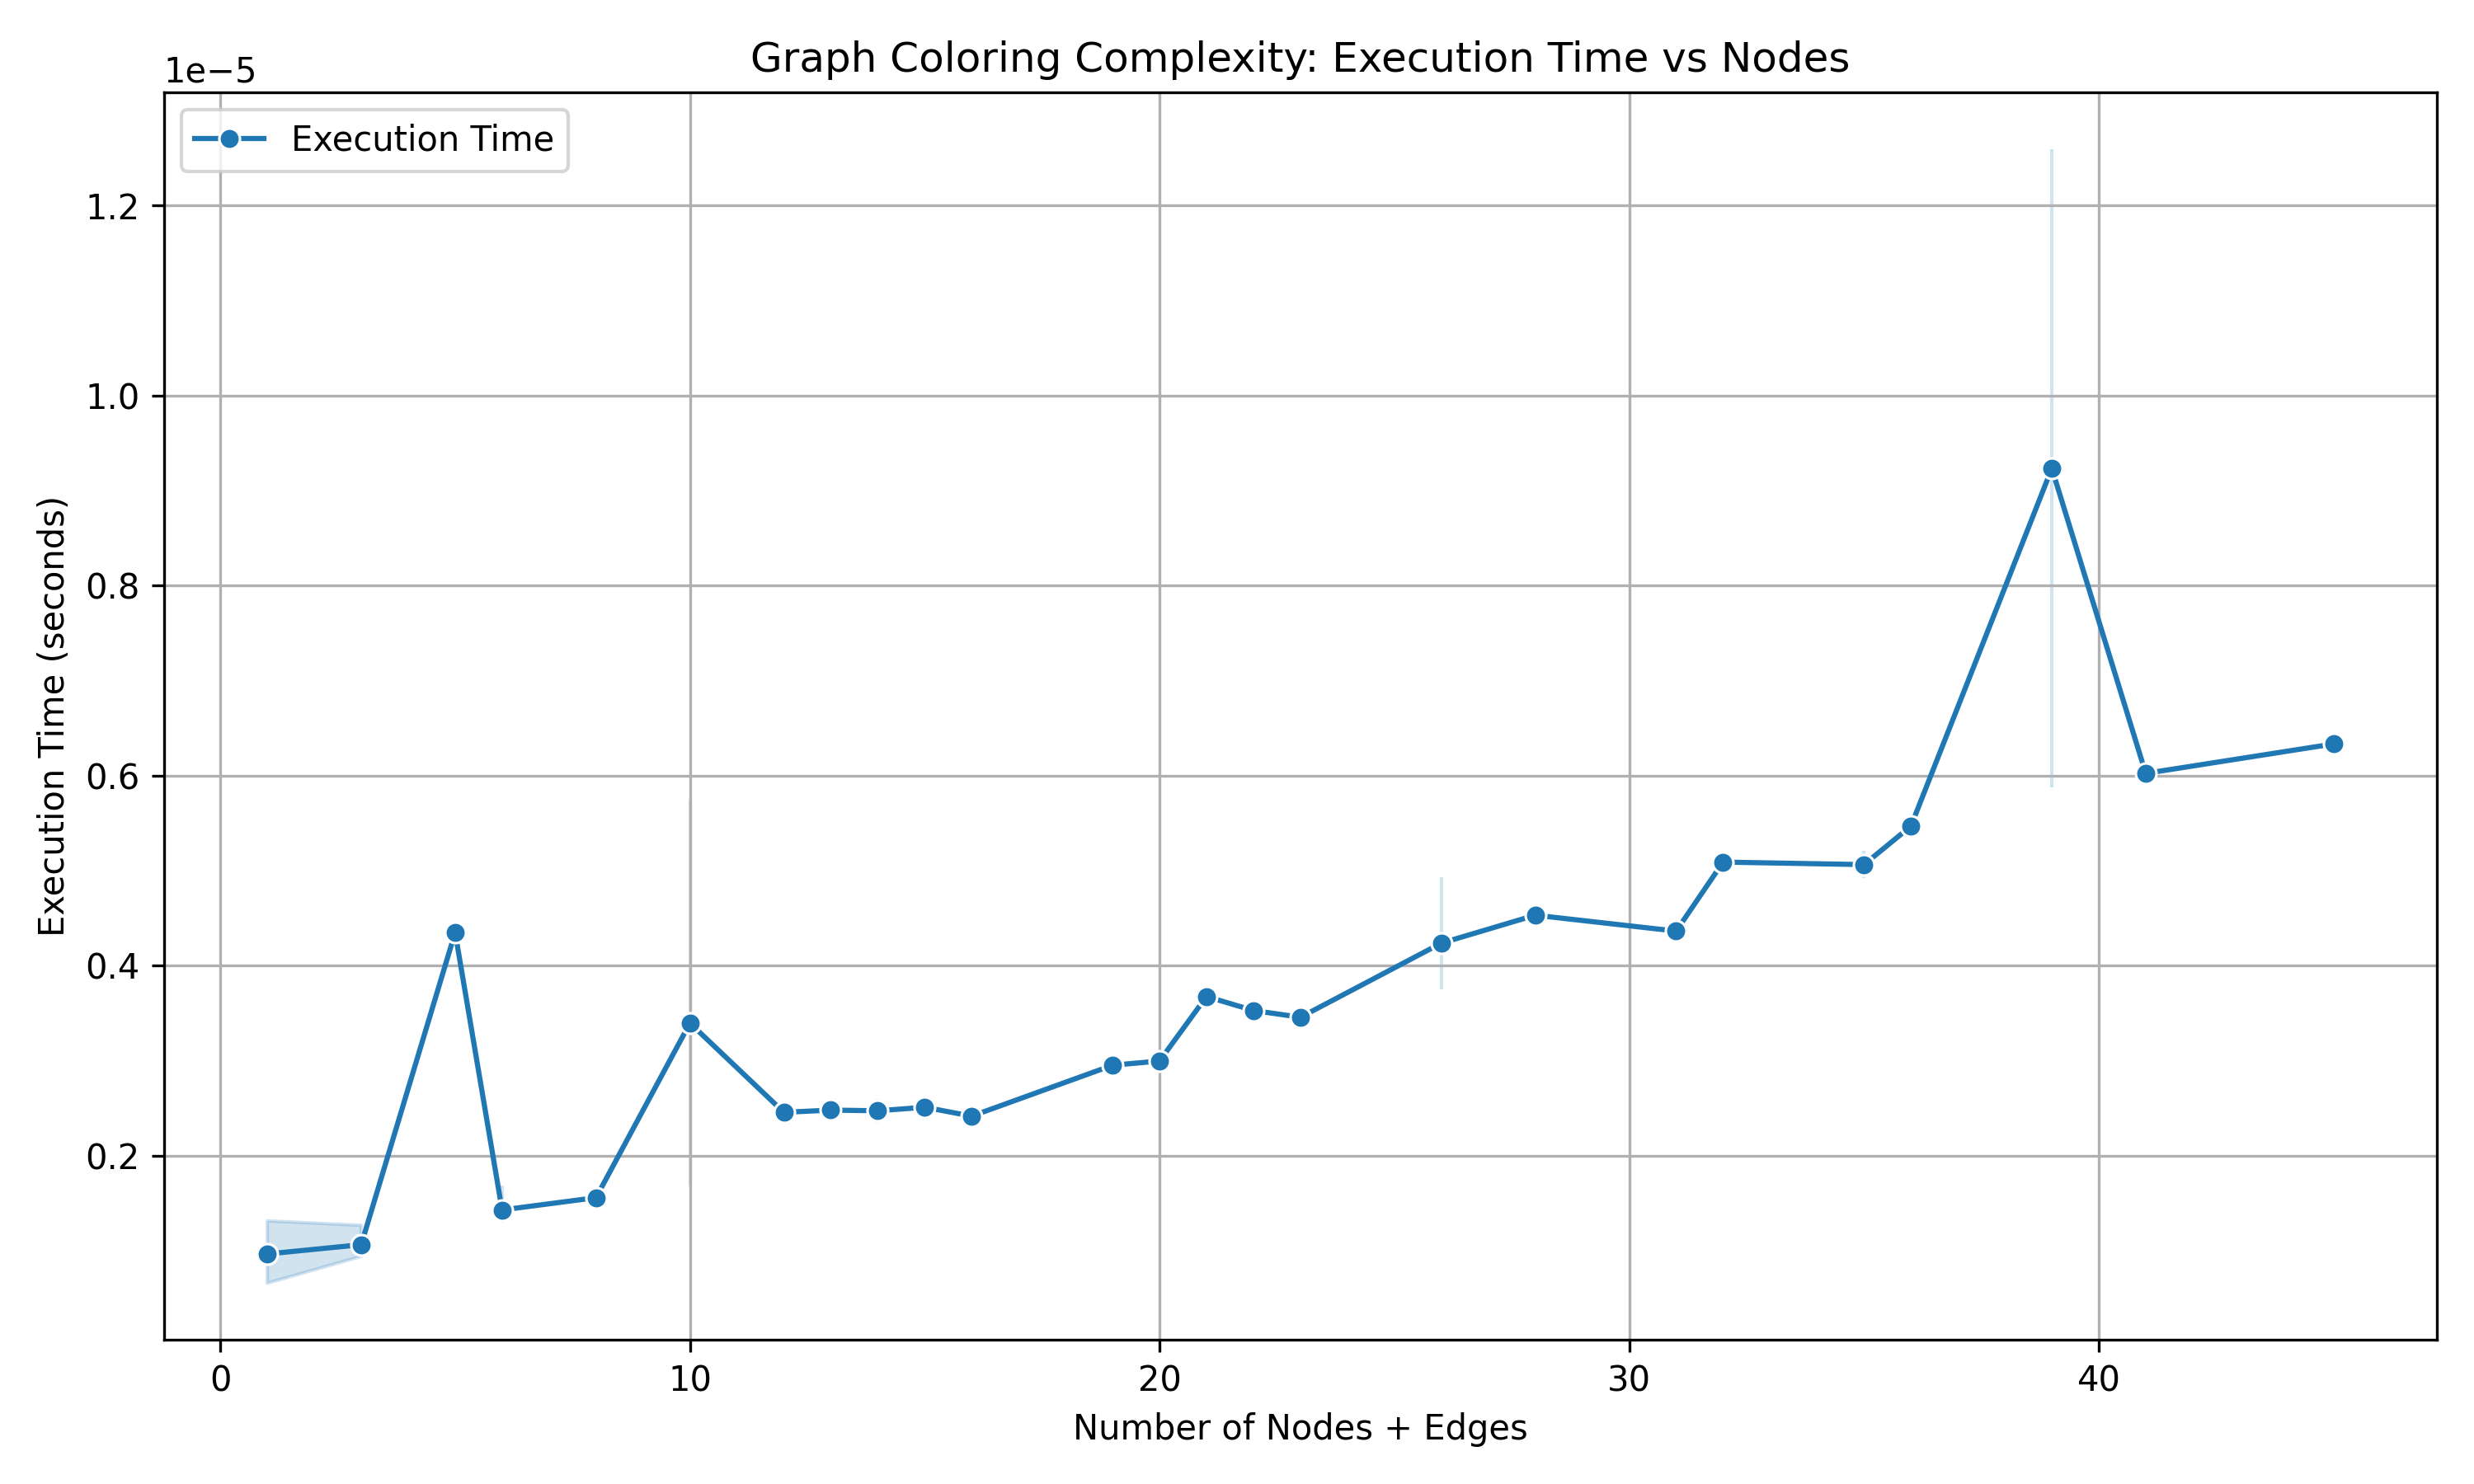 Graph Coloring Complexity: Execution Time vs Nodes
1e−5
Execution Time
1.2
1.0
0.8
0.6
0.4
0.2
Execution Time (seconds)
0 10 20 30 40
Number of Nodes + Edges